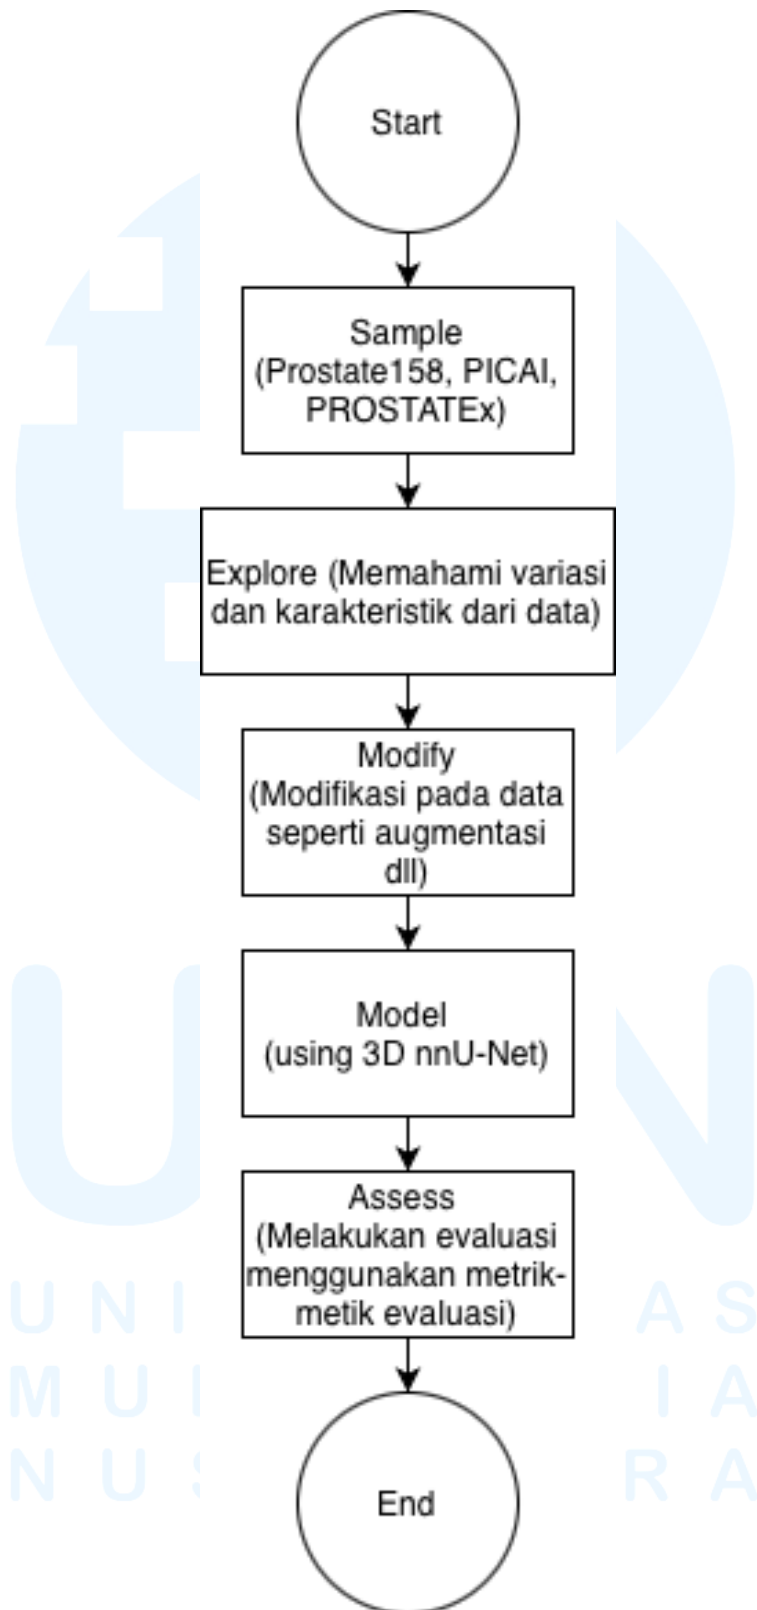 Start
Sample
(Prostate158, PICAI,
PROSTATEx)
Explore (Memahami variasi
dan karakteristik dari data)
Modify
(Modifikasi pada data
seperti augmentasi
dll)
Model
(using 3D nnU-Net)
U N
Assess
(Melakukan evaluasi
menggunakan metrik-
metik evaluasi)
U N I A S
M U I A
N U S R A
End